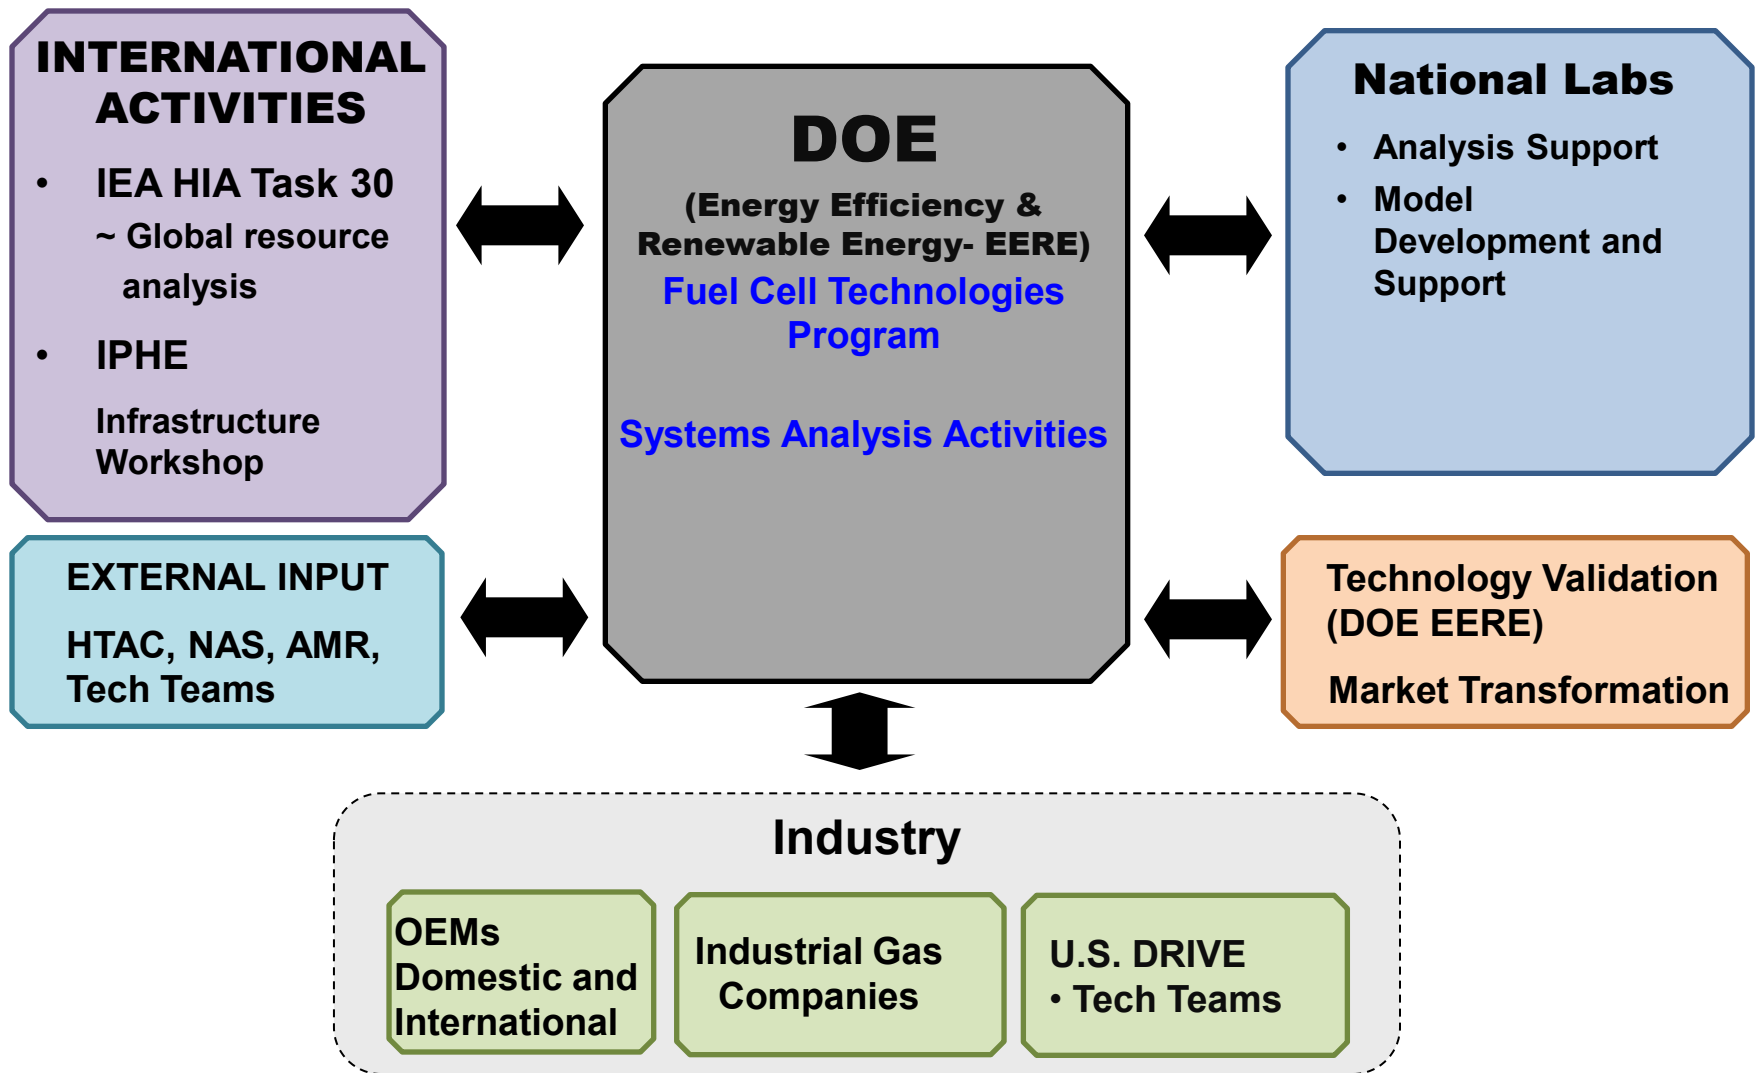 INTERNATIONAL
ACTIVITIES
• IEA HIA Task 30
~ Global resource
analysis
• IPHE
Infrastructure
Workshop
EXTERNAL INPUT
HTAC, NAS, AMR,
Tech Teams
DOE
(Energy Efficiency &
Renewable Energy- EERE)
Fuel Cell Technologies
Program
Systems Analysis Activities
National Labs
• Analysis Support
• Model
Development and
Support
Technology Validation
(DOE EERE)
Market Transformation
Industry
OEMs
Domestic and
International
Industrial Gas
Companies
U.S. DRIVE
• Tech Teams